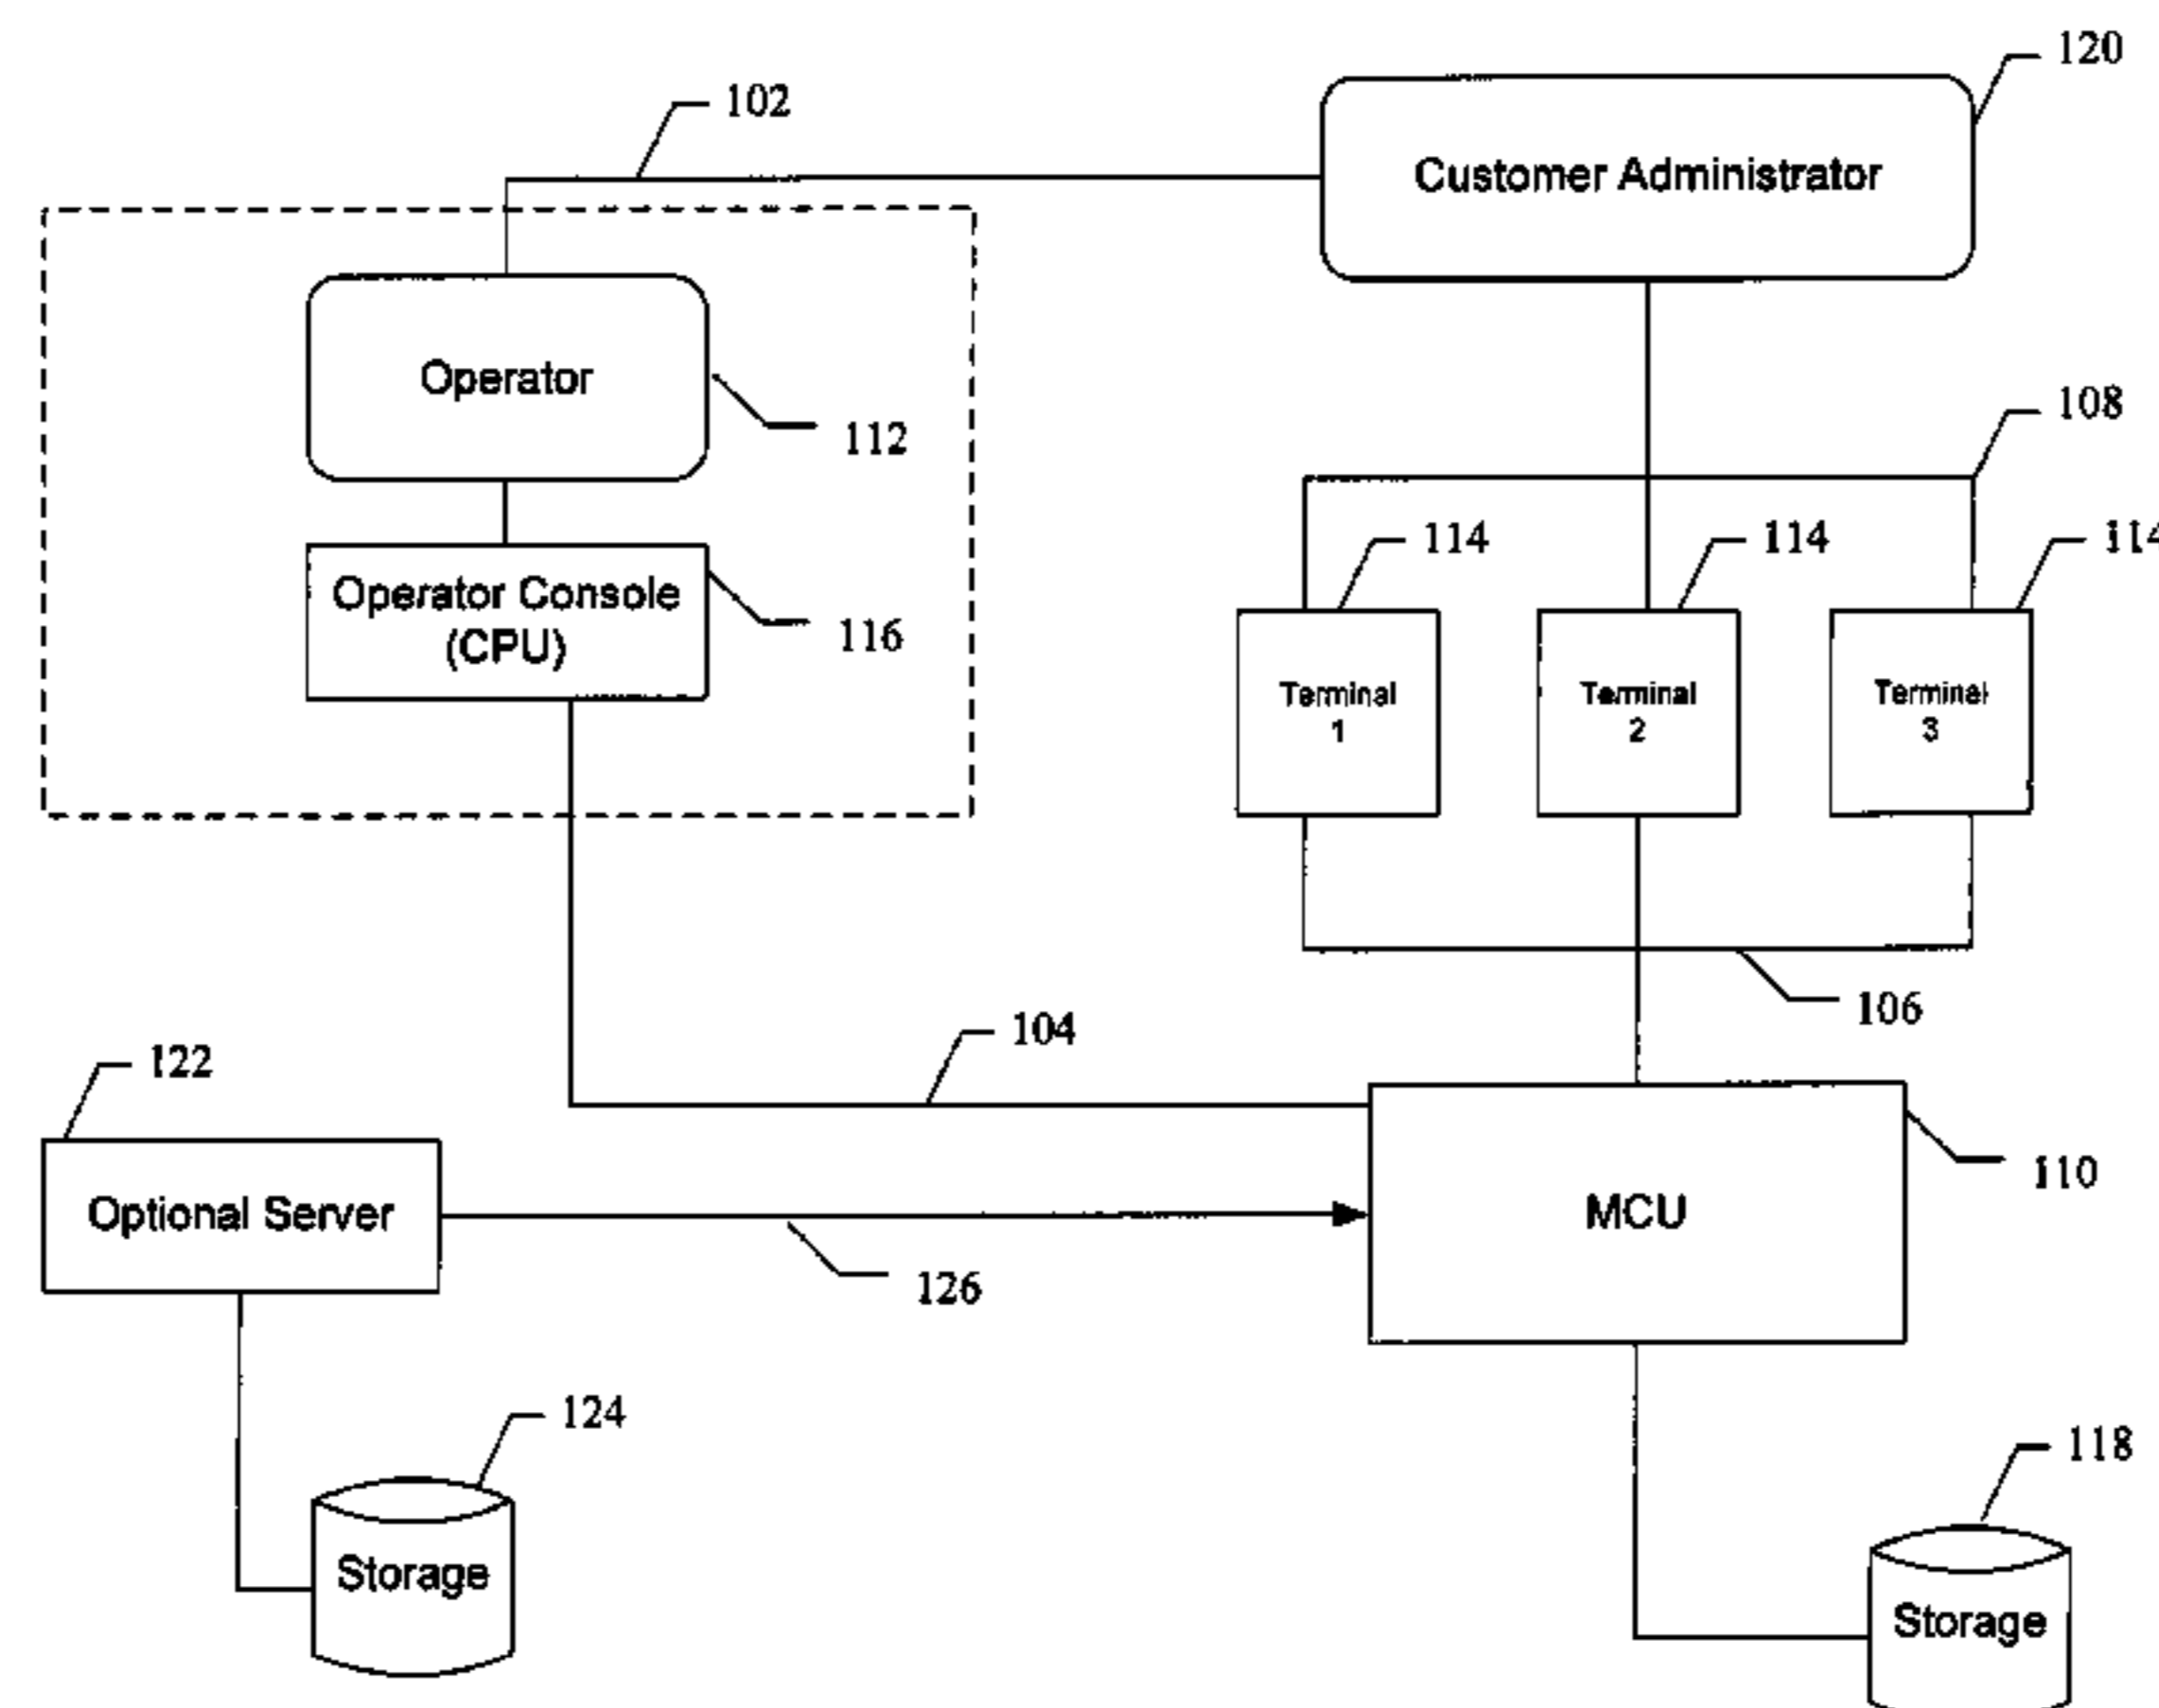 120
102
Customer Administrator
Operator
112
108
114
114
114
Operator Console
(CPU)
116
Terminal
1
Terminal
2
Terminal
3
106
104
122
110
Optional Server
MCU
126
124
118
Storage
Storage